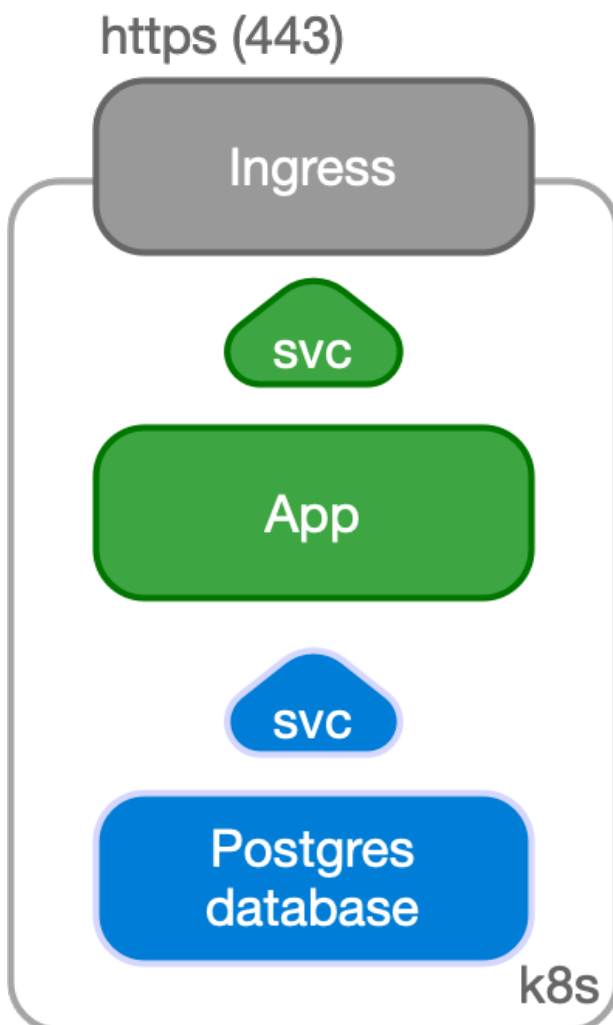 https (443)
Ingress
svc
App
svc
Postgres
database
k8s